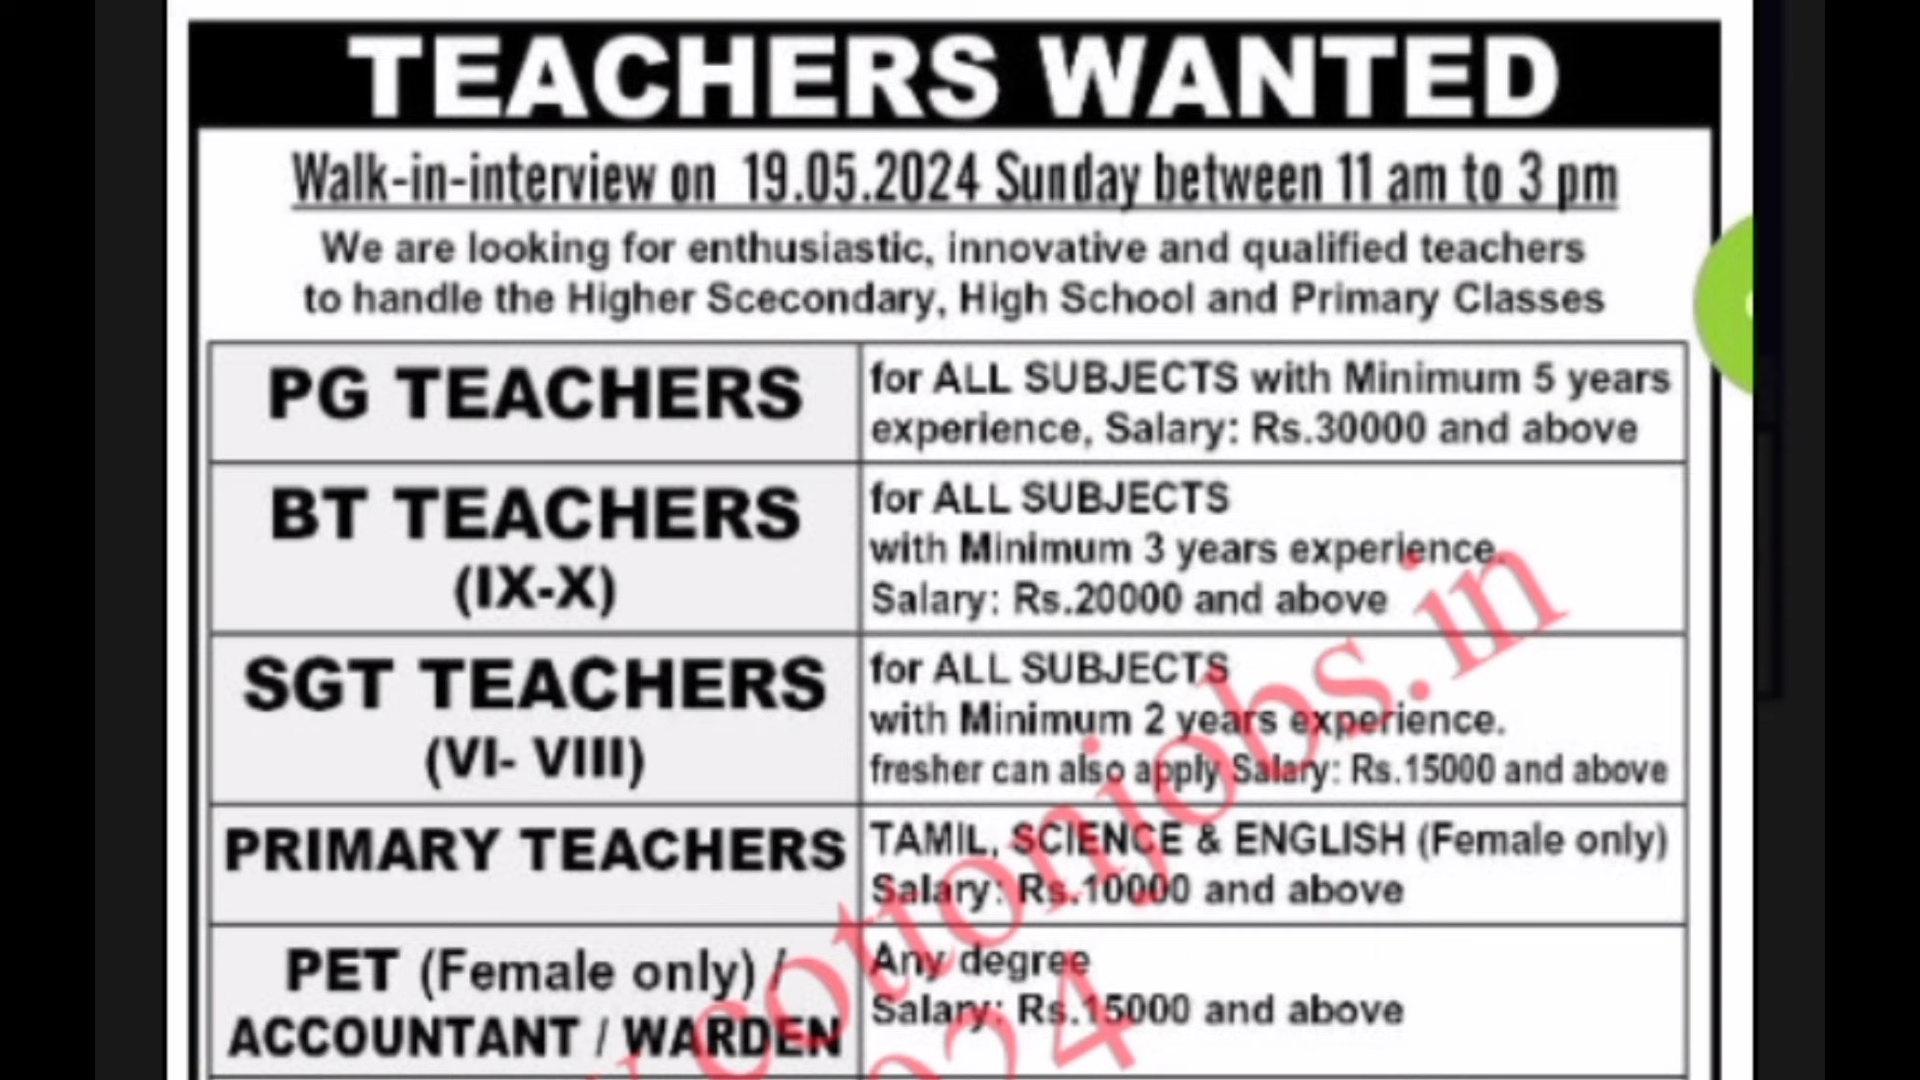 TEACHERS WANTED
Walk-in-interview on 19.05.2024 Sunday between 11 am to 3 pm
We are looking for enthusiastic, innovative and qualified teachers
to handle the Higher Scecondary, High School and Primary Classes
PG TEACHERS
for ALL SUBJECTS with Minimum 5 years
experience, Salary: Rs.30000 and above
BT TEACHERS
(IX-X)
for ALL SUBJECTS
with Minimum 3 years experience.
Salary: Rs.20000 and above
SGT TEACHERS
(VI- VIII)
for ALL SUBJECTS
with Minimum 2 years experience.
fresher can also apply Salary: Rs.15000 and above
PRIMARY TEACHERS
TAMIL, SCIENCE & ENGLISH (Female only)
Salary: Rs.10000 and above
PET (Female only) /
ACCOUNTANT / WARDEN
Any degree
Salary: Rs.15000 and above
cottonjobs.in